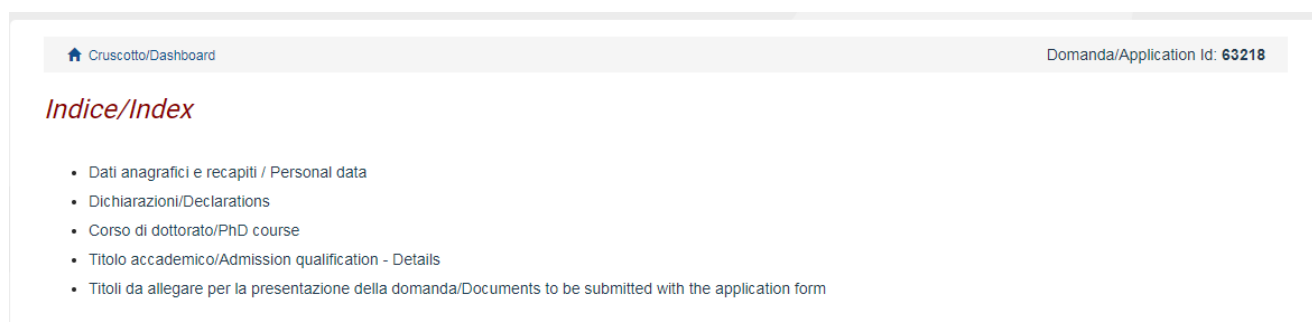 Cruscotto/Dashboard
Domanda/Application Id: 63218
Indice/Index
Dati anagrafici e recapiti / Personal data
Dichiarazioni/Declarations
Corso di dottorato/PhD course
Titolo accademico/Admission qualification - Details
Titoli da allegare per la presentazione della domanda/Documents to be submitted with the application form